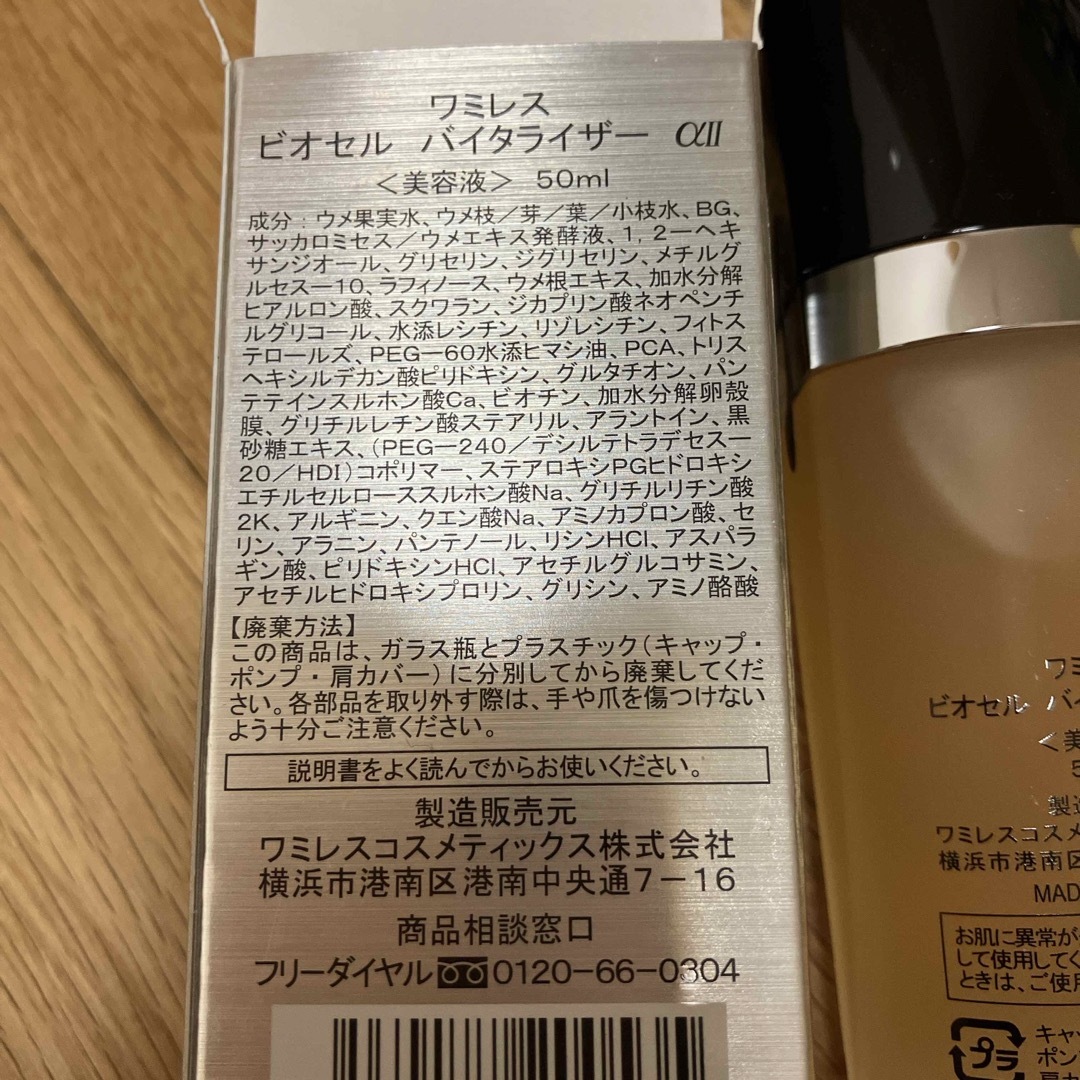 ワミレス
ビオセル バイタライザー αII
＜美容液＞ 50ml
成分・ウメ果実水、ウメ枝／芽／葉／小枝水、BG、
サッカロミセス／ウメエキス発酵液、1，2－ヘキ
サンジオール、グリセリン、ジグリセリン、メチルグ
ルセス－10、ラフィノース、ウメ根エキス、加水分解
ヒアルロン酸、スクワラン、ジカプリン酸ネオペンチ
ルグリコール、水添レシチン、リゾレシチン、フィトス
テロールズ、PEG－60水添ヒマシ油、PCA、トリス
ヘキシルデカン酸ピリドキシン、グルタチオン、パン
テテインスルホン酸Ca、ビオチン、加水分解卵殻
膜、グリチルレチン酸ステアリル、アラントイン、黒
砂糖エキス、（PEG－240／デシルテトラデセス－
20／HDI）コポリマー、ステアロキシPGヒドロキシ
エチルセルローススルホン酸Na、グリチルリチン酸
2K、アルギニン、クエン酸Na、アミノカプロン酸、セ
リン、アラニン、パンテノール、リシンHCl、アスパラ
ギン酸、ピリドキシンHCl、アセチルグルコサミン、
アセチルヒドロキシプロリン、グリシン、アミノ酪酸
【廃棄方法】
この商品は、ガラス瓶とプラスチック（キャップ・
ポンプ・肩カバー）に分別してから廃棄してくだ
さい。各部品を取り外す際は、手や爪を傷つけない
よう十分ご注意ください。
説明書をよく読んでからお使いください。
製造販売元
ワミレスコスメティックス株式会社
横浜市港南区港南中央通7－16
商品相談窓口
フリーダイヤル 0120－66－0304
ワミ
ビオセル バイ
＜美
5
製造
ワミレスコスメ
横浜市港南区
MAD
お肌に異常が
して使用してく
ときは、ご使用
プラ
キャッ
ポン
肩カ